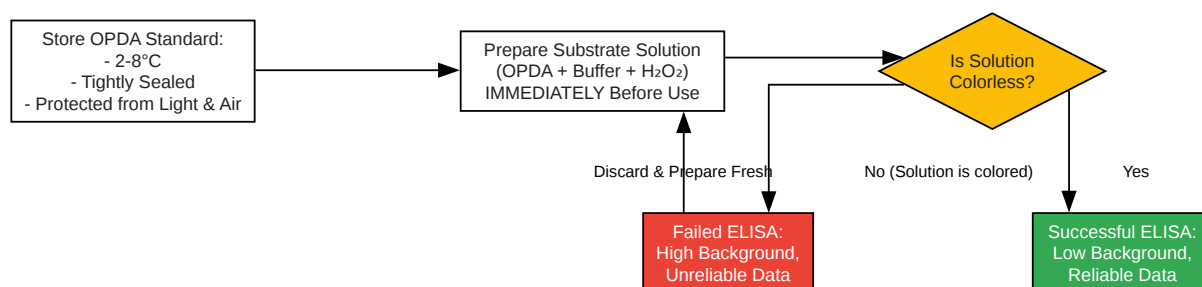 Store OPDA Standard:
- 2-8°C
- Tightly Sealed
- Protected from Light & Air
Prepare Substrate Solution
(OPDA + Buffer + H₂O₂)
IMMEDIATELY Before Use
Is Solution
Colorless?
Discard & Prepare Fresh
No (Solution is colored)
Yes
Failed ELISA:
High Background,
Unreliable Data
Successful ELISA:
Low Background,
Reliable Data